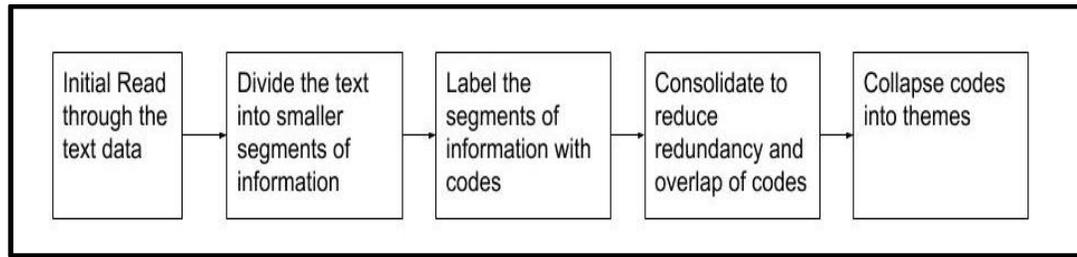 Initial Read
through the
text data
Divide the text
into smaller
segments of
information
Label the
segments of
information with
codes
Consolidate to
reduce
redundancy and
overlap of codes
Collapse codes
into themes